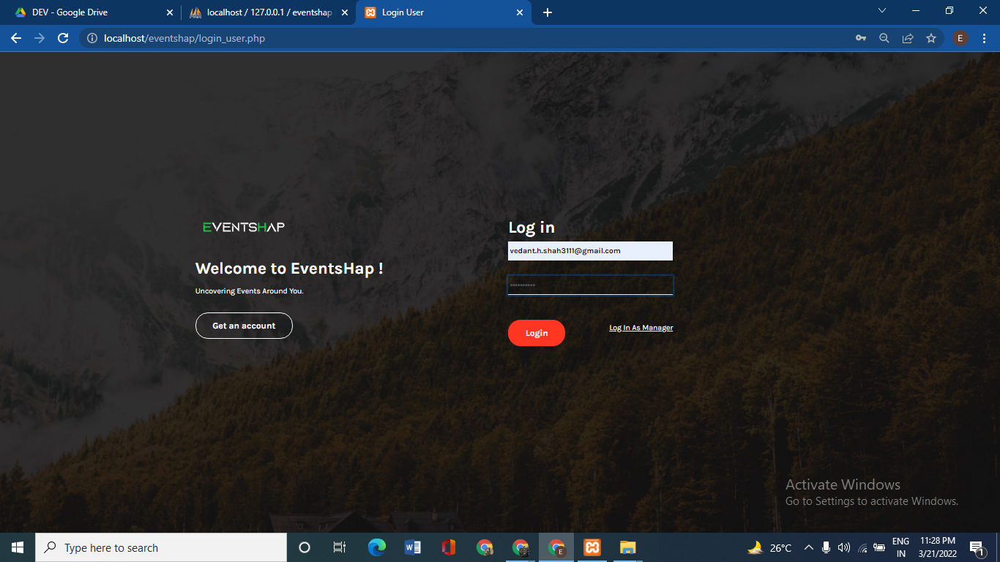 DEV - Google Drive
localhost / 127.0.0.1 / eventshap
Login User
localhost/eventshap/login_user.php
E
EVENTSHAP
Welcome to EventsHap !
Uncovering Events Around You.
Get an account
Log in
vedant.h.shah3111@gmail.com
Login
Log In As Manager
Activate Windows
Go to Settings to activate Windows.
Type here to search
E
26°C
ENG
IN
11:28 PM
3/21/2022
1